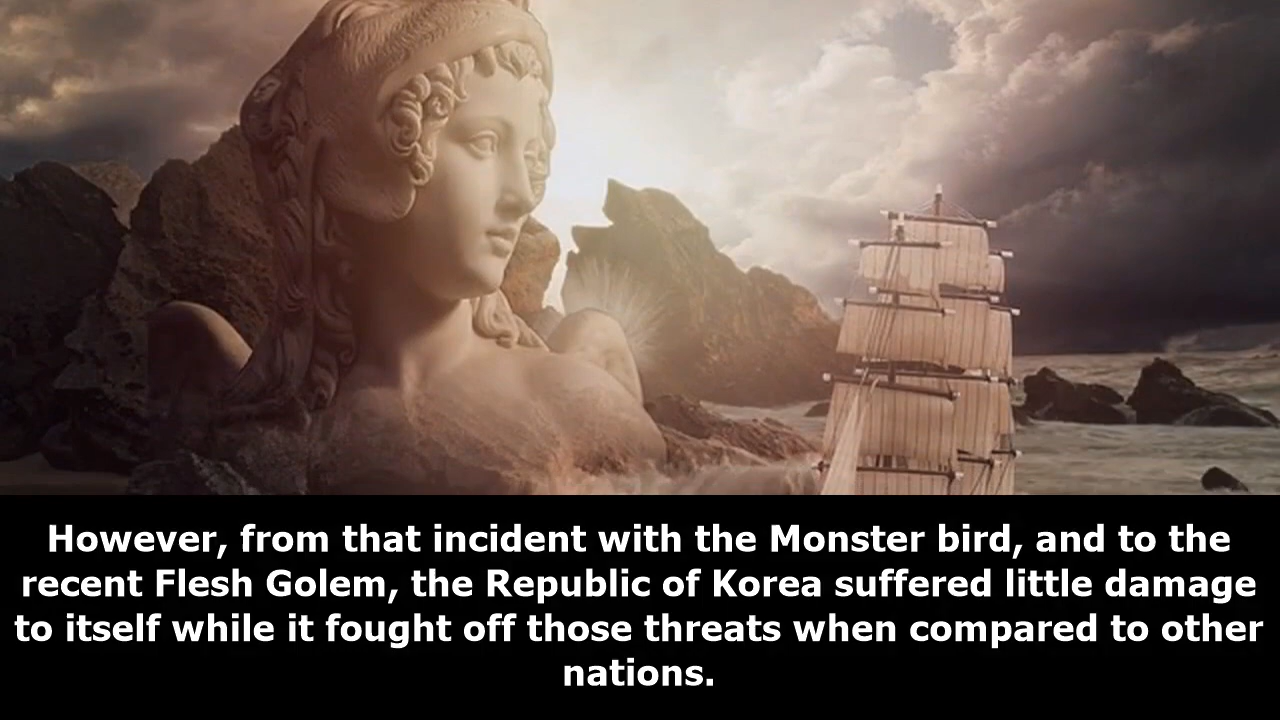 However, from that incident with the Monster bird, and to the
recent Flesh Golem, the Republic of Korea suffered little damage
to itself while it fought off those threats when compared to other
nations.